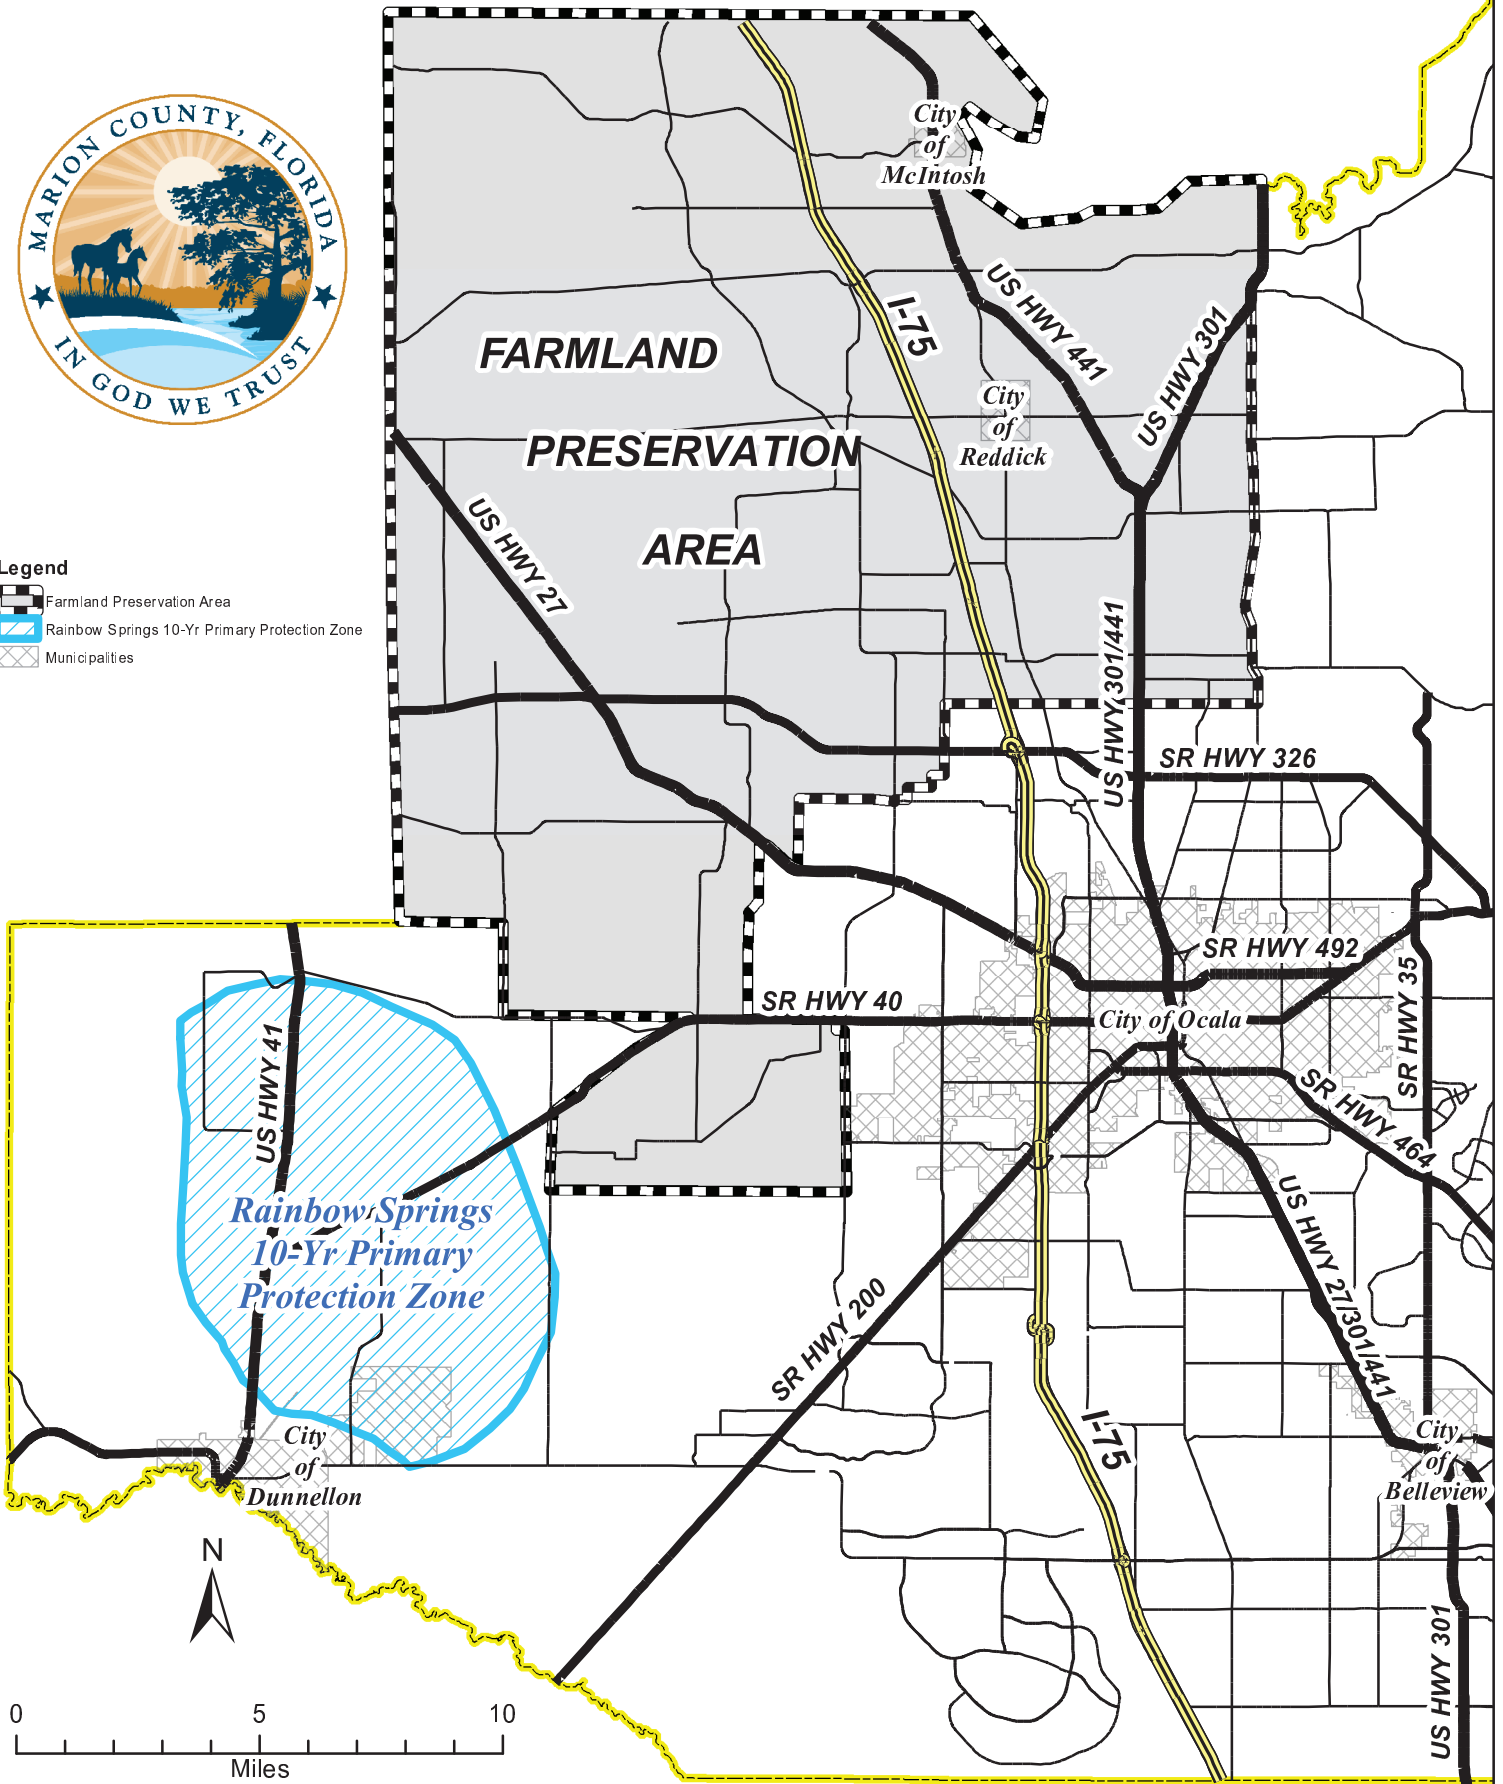 MARION COUNTY, FLORIDA
IN GOD WE TRUST
City
of
McIntosh
I-75
US HWY 441
US HWY 301
FARMLAND
PRESERVATION
AREA
City
of
Reddick
US HWY 27
Legend
Farmland Preservation Area
Rainbow Springs 10-Yr Primary Protection Zone
Municipalities
US HWY 301/441
SR HWY 326
SR HWY 492
SR HWY 40
City of Ocala
SR HWY 35
US HWY 41
SR HWY 464
Rainbow Springs
10-Yr Primary
Protection Zone
US HWY 27/301/441
SR HWY 200
I-75
City
of
Dunnellon
City
of
Belleview
N
US HWY 301
0 5 10
Miles